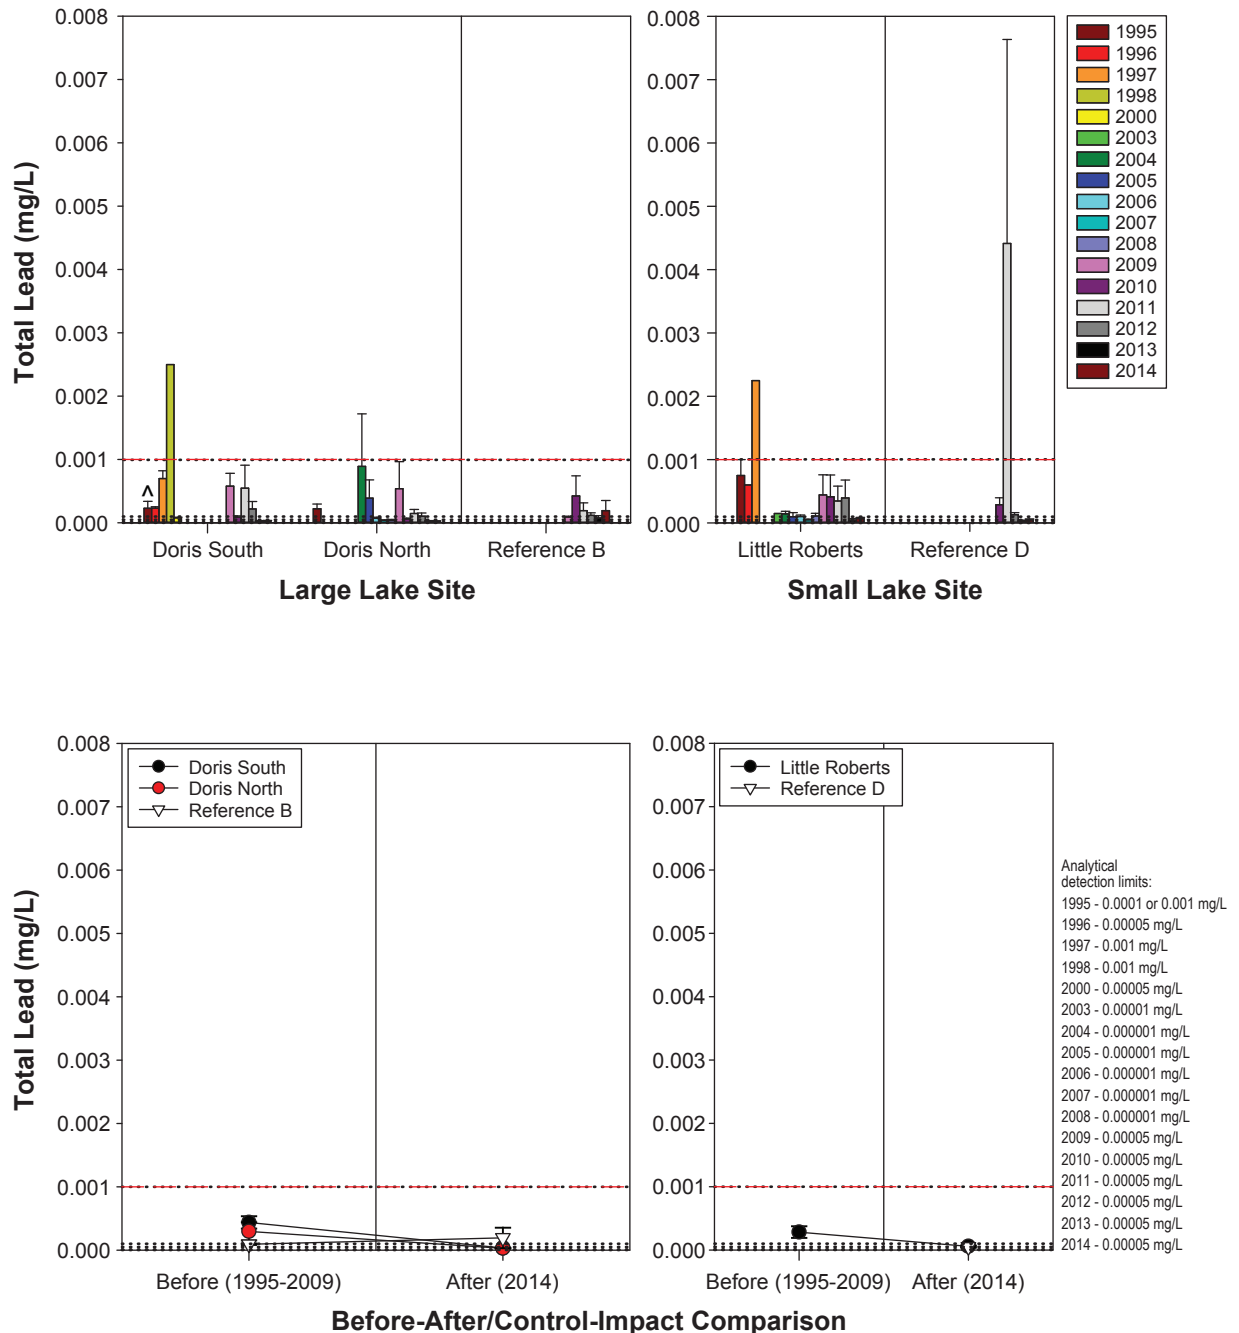 Total Lead (mg/L)
0.008
0.007
0.006
0.005
0.004
0.003
0.002
0.001
0.000
^
Doris South
Doris North
Reference B
Large Lake Site
0.008
0.007
0.006
0.005
0.004
0.003
0.002
0.001
0.000
Little Roberts
Reference D
Small Lake Site
1995
1996
1997
1998
2000
2003
2004
2005
2006
2007
2008
2009
2010
2011
2012
2013
2014
Total Lead (mg/L)
0.008
0.007
0.006
0.005
0.004
0.003
0.002
0.001
0.000
Doris South
Doris North
Reference B
Before (1995-2009)
After (2014)
0.008
0.007
0.006
0.005
0.004
0.003
0.002
0.001
0.000
Little Roberts
Reference D
Before (1995-2009)
After (2014)
Before-After/Control-Impact Comparison
Analytical
detection limits:
1995 - 0.0001 or 0.001 mg/L
1996 - 0.00005 mg/L
1997 - 0.001 mg/L
1998 - 0.001 mg/L
2000 - 0.00005 mg/L
2003 - 0.00001 mg/L
2004 - 0.000001 mg/L
2005 - 0.000001 mg/L
2006 - 0.000001 mg/L
2007 - 0.000001 mg/L
2008 - 0.000001 mg/L
2009 - 0.00005 mg/L
2010 - 0.00005 mg/L
2011 - 0.00005 mg/L
2012 - 0.00005 mg/L
2013 - 0.00005 mg/L
2014 - 0.00005 mg/L